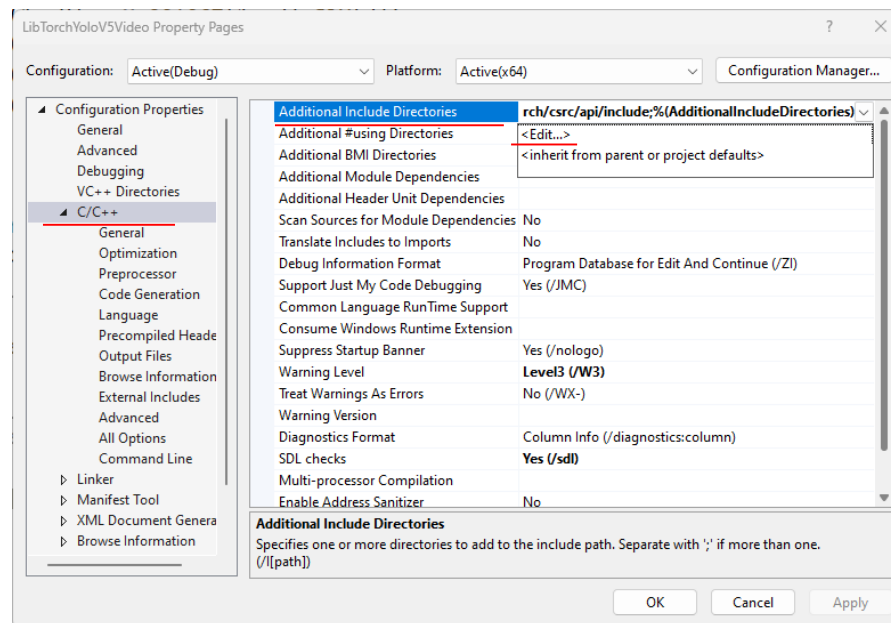 LibTorchYoloV5Video Property Pages
Configuration: Active(Debug) Platform: Active(x64) Configuration Manager...
Configuration Properties
General
Advanced
Debugging
VC++ Directories
C/C++
General
Optimization
Preprocessor
Code Generation
Language
Precompiled Heade
Output Files
Browse Information
External Includes
Advanced
All Options
Command Line
Linker
Manifest Tool
XML Document Genera
Browse Information
Additional Include Directories rch/csrc/api/include;%(AdditionalIncludeDirectories)
Additional #using Directories <Edit...>
Additional BMI Directories <inherit from parent or project defaults>
Additional Module Dependencies
Additional Header Unit Dependencies
Scan Sources for Module Dependencies No
Translate Includes to Imports No
Debug Information Format Program Database for Edit And Continue (/ZI)
Support Just My Code Debugging Yes (/JMC)
Common Language RunTime Support
Consume Windows Runtime Extension
Suppress Startup Banner Yes (/nologo)
Warning Level Level3 (/W3)
Treat Warnings As Errors No (/WX-)
Warning Version
Diagnostics Format Column Info (/diagnostics:column)
SDL checks Yes (/sdl)
Multi-processor Compilation
Enable Address Sanitizer No
Additional Include Directories
Specifies one or more directories to add to the include path. Separate with ';' if more than one.
(/I[path])
OK Cancel Apply